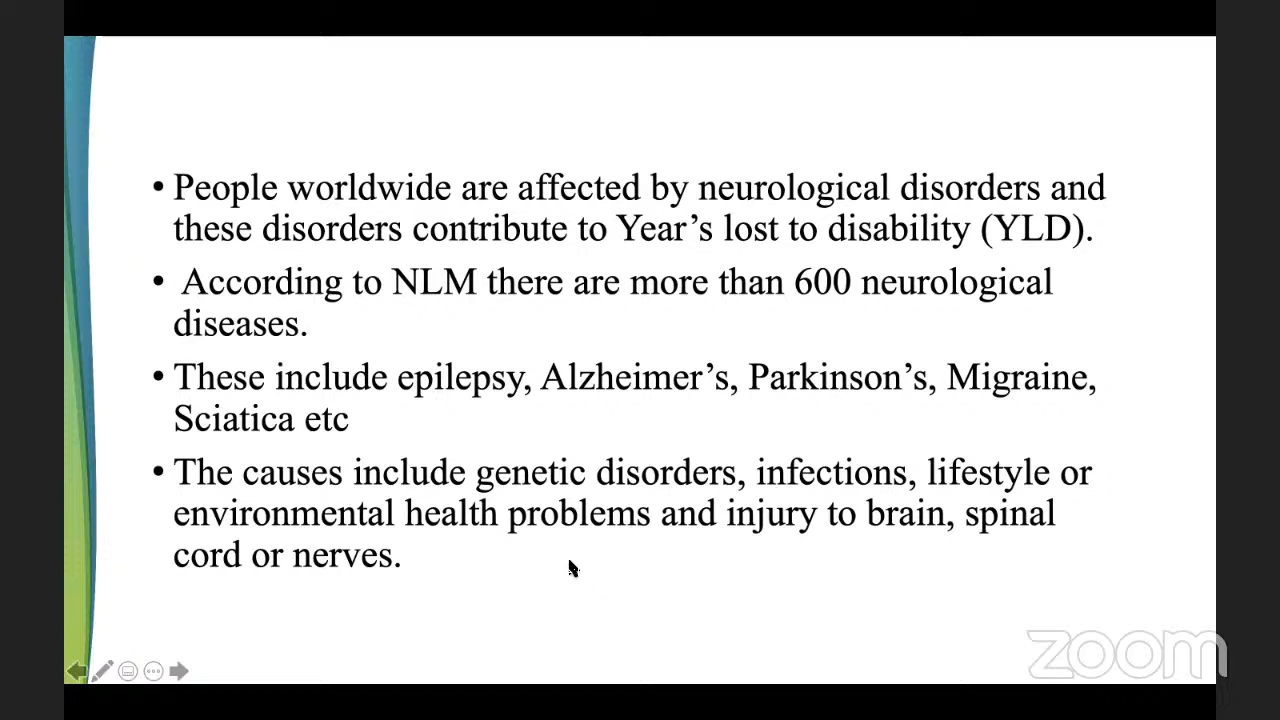 • People worldwide are affected by neurological disorders and
these disorders contribute to Year’s lost to disability (YLD).
• According to NLM there are more than 600 neurological
diseases.
• These include epilepsy, Alzheimer’s, Parkinson’s, Migraine,
Sciatica etc
• The causes include genetic disorders, infections, lifestyle or
environmental health problems and injury to brain, spinal
cord or nerves.
zoom